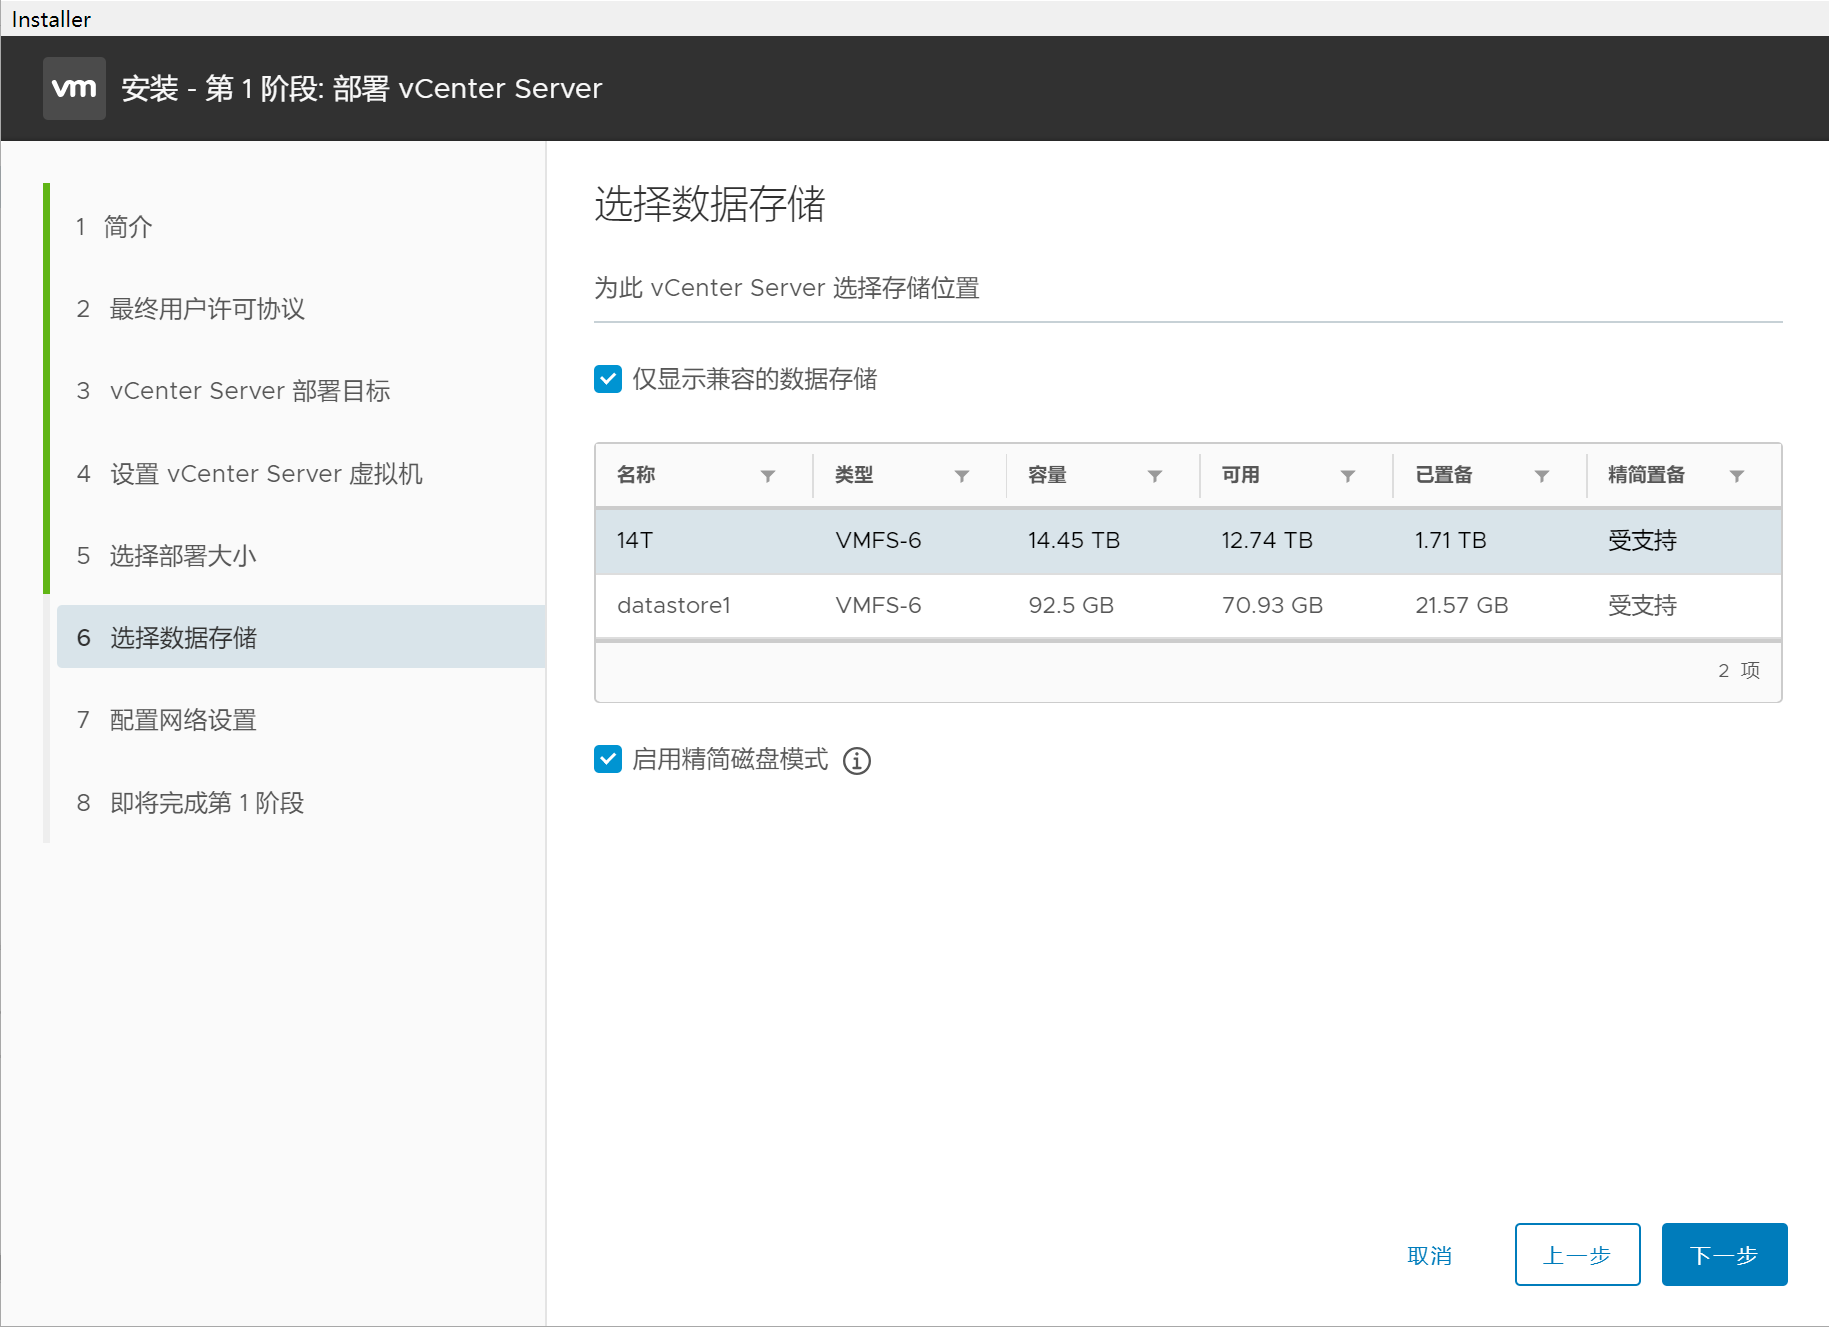 Installer
vm 安装 - 第 1 阶段: 部署 vCenter Server
1 简介
2 最终用户许可协议
3 vCenter Server 部署目标
4 设置 vCenter Server 虚拟机
5 选择部署大小
6 选择数据存储
7 配置网络设置
8 即将完成第 1 阶段
选择数据存储
为此 vCenter Server 选择存储位置
仅显示兼容的数据存储
名称 类型 容量 可用 已置备 精简置备
14T VMFS-6 14.45 TB 12.74 TB 1.71 TB 受支持
datastore1 VMFS-6 92.5 GB 70.93 GB 21.57 GB 受支持
2 项
启用精简磁盘模式
取消 上一步 下一步